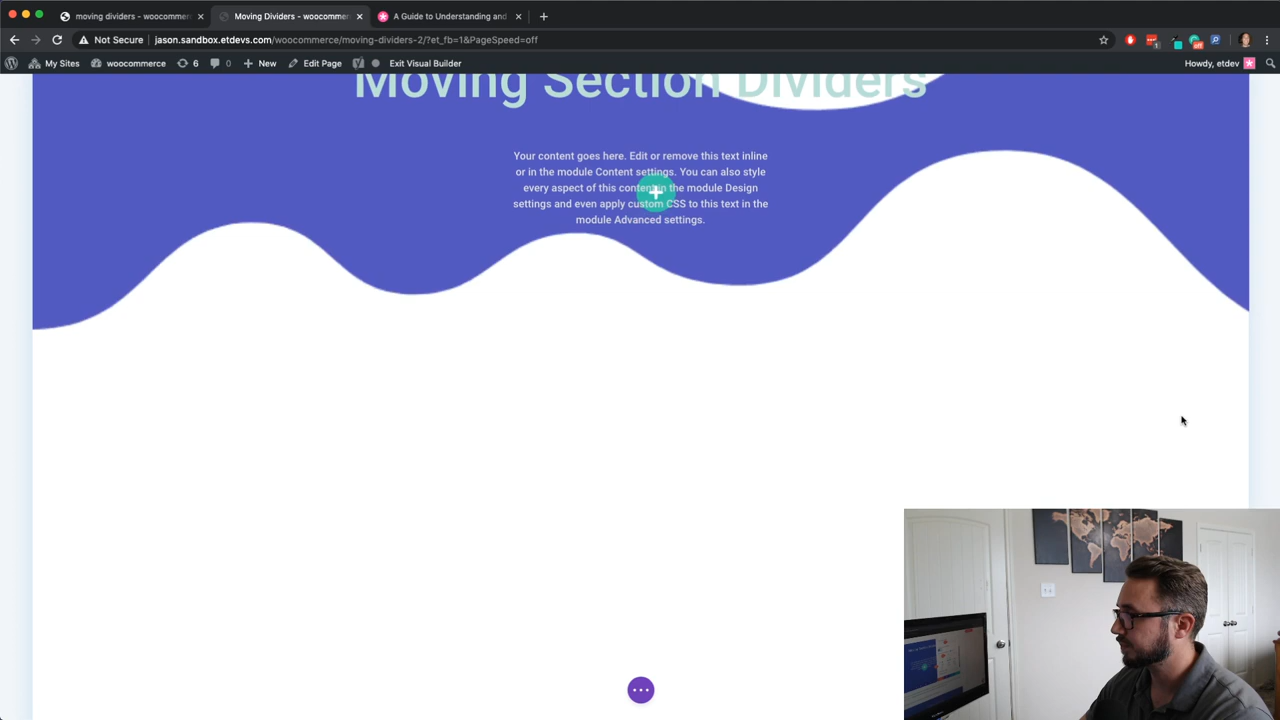 moving dividers - woocommerc
Moving Dividers - woocommer
A Guide to Understanding and
Not Secure
jason.sandbox.etdevs.com/woocommerce/moving-dividers-2/?et_fb=1&PageSpeed=off
My Sites
woocommerce
6
0
New
Edit Page
Exit Visual Builder
Howdy, etdev
Moving Section Dividers
Your content goes here. Edit or remove this text inline
or in the module Content settings. You can also style
every aspect of this content in the module Design
settings and even apply custom CSS to this text in the
module Advanced settings.